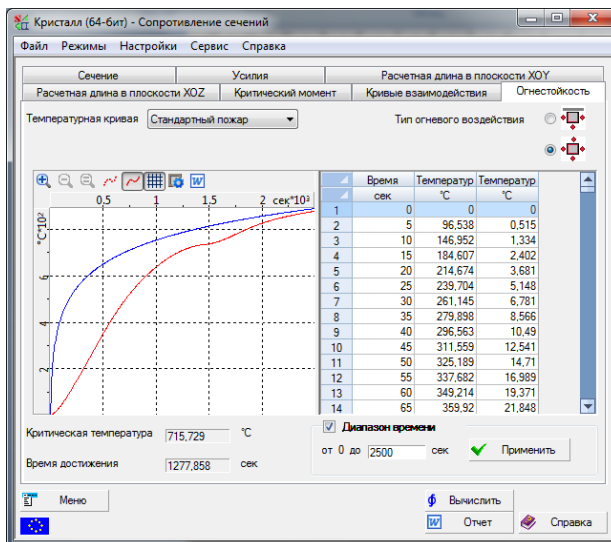 Кристалл (64-бит) - Сопротивление сечений
Файл Режимы Настройки Сервис Справка
Сечение Усилия Расчетная длина в плоскости XOY
Расчетная длина в плоскости XOZ Критический момент Кривые взаимодействия Огнестойкость
Температурная кривая Стандартный пожар Тип огневого воздействия
0,5 1 1,5 2 сек*10³
°C*10²
8
6
4
2
Время Температур Температур
сек °C °C
1 0 0 0
2 5 96,538 0,515
3 10 146,952 1,334
4 15 184,607 2,402
5 20 214,674 3,681
6 25 239,704 5,148
7 30 261,145 6,781
8 35 279,898 8,566
9 40 296,563 10,49
10 45 311,559 12,541
11 50 325,189 14,71
12 55 337,682 16,989
13 60 349,214 19,371
14 65 359,92 21,848
Критическая температура 715,729 °C
Время достижения 1277,858 сек
Диапазон времени
от 0 до 2500 сек Применить
Меню Вычислить
W Отчет Справка